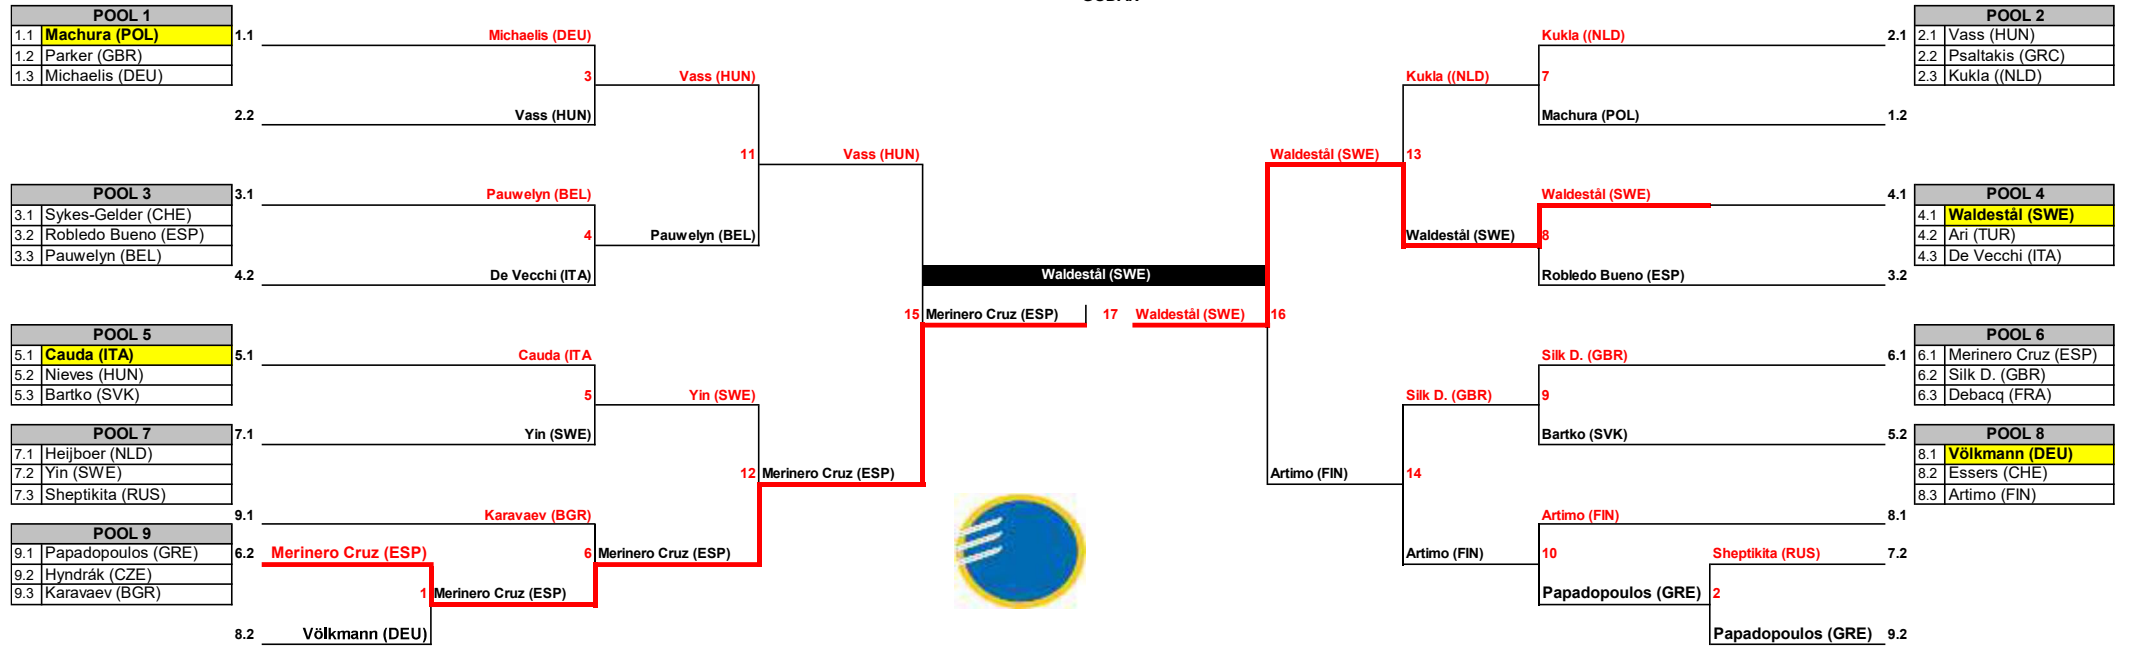 POOL 1
1.1 Machura (POL)
1.2 Parker (GBR)
1.3 Michaelis (DEU)
1.1 Michaelis (DEU)
3
2.2 Vass (HUN)
Vass (HUN)
11
Vass (HUN)
POOL 3
3.1 Sykes-Gelder (CHE)
3.2 Robledo Bueno (ESP)
3.3 Pauwelyn (BEL)
3.1 Pauwelyn (BEL)
4
4.2 De Vecchi (ITA)
Pauwelyn (BEL)
POOL 5
5.1 Cauda (ITA)
5.2 Nieves (HUN)
5.3 Bartko (SVK)
5.1 Cauda (ITA
5
7.1 Yin (SWE)
Yin (SWE)
12 Merinero Cruz (ESP)
POOL 7
7.1 Heijboer (NLD)
7.2 Yin (SWE)
7.3 Sheptikita (RUS)
9.1 Karavaev (BGR)
6 Merinero Cruz (ESP)
POOL 9
9.1 Papadopoulos (GRE)
9.2 Hyndrák (CZE)
9.3 Karavaev (BGR)
6.2 Merinero Cruz (ESP)
1 Merinero Cruz (ESP)
8.2 Völkmann (DEU)
Waldestål (SWE)
15 Merinero Cruz (ESP) 17 Waldestål (SWE) 16
Kukla ((NLD) 2.1
Kukla ((NLD) 7
Machura (POL) 1.2
Waldestål (SWE) 13
Waldestål (SWE) 4.1
Waldestål (SWE) 8
Robledo Bueno (ESP) 3.2
Silk D. (GBR) 6.1
Silk D. (GBR) 9
Bartko (SVK) 5.2
Artimo (FIN) 14
Artimo (FIN) 8.1
Artimo (FIN) 10
Sheptikita (RUS) 7.2
Papadopoulos (GRE) 2
Papadopoulos (GRE) 9.2
POOL 2
2.1 Vass (HUN)
2.2 Psaltakis (GRC)
2.3 Kukla ((NLD)
POOL 4
4.1 Waldestål (SWE)
4.2 Ari (TUR)
4.3 De Vecchi (ITA)
POOL 6
6.1 Merinero Cruz (ESP)
6.2 Silk D. (GBR)
6.3 Debacq (FRA)
POOL 8
8.1 Völkmann (DEU)
8.2 Essers (CHE)
8.3 Artimo (FIN)